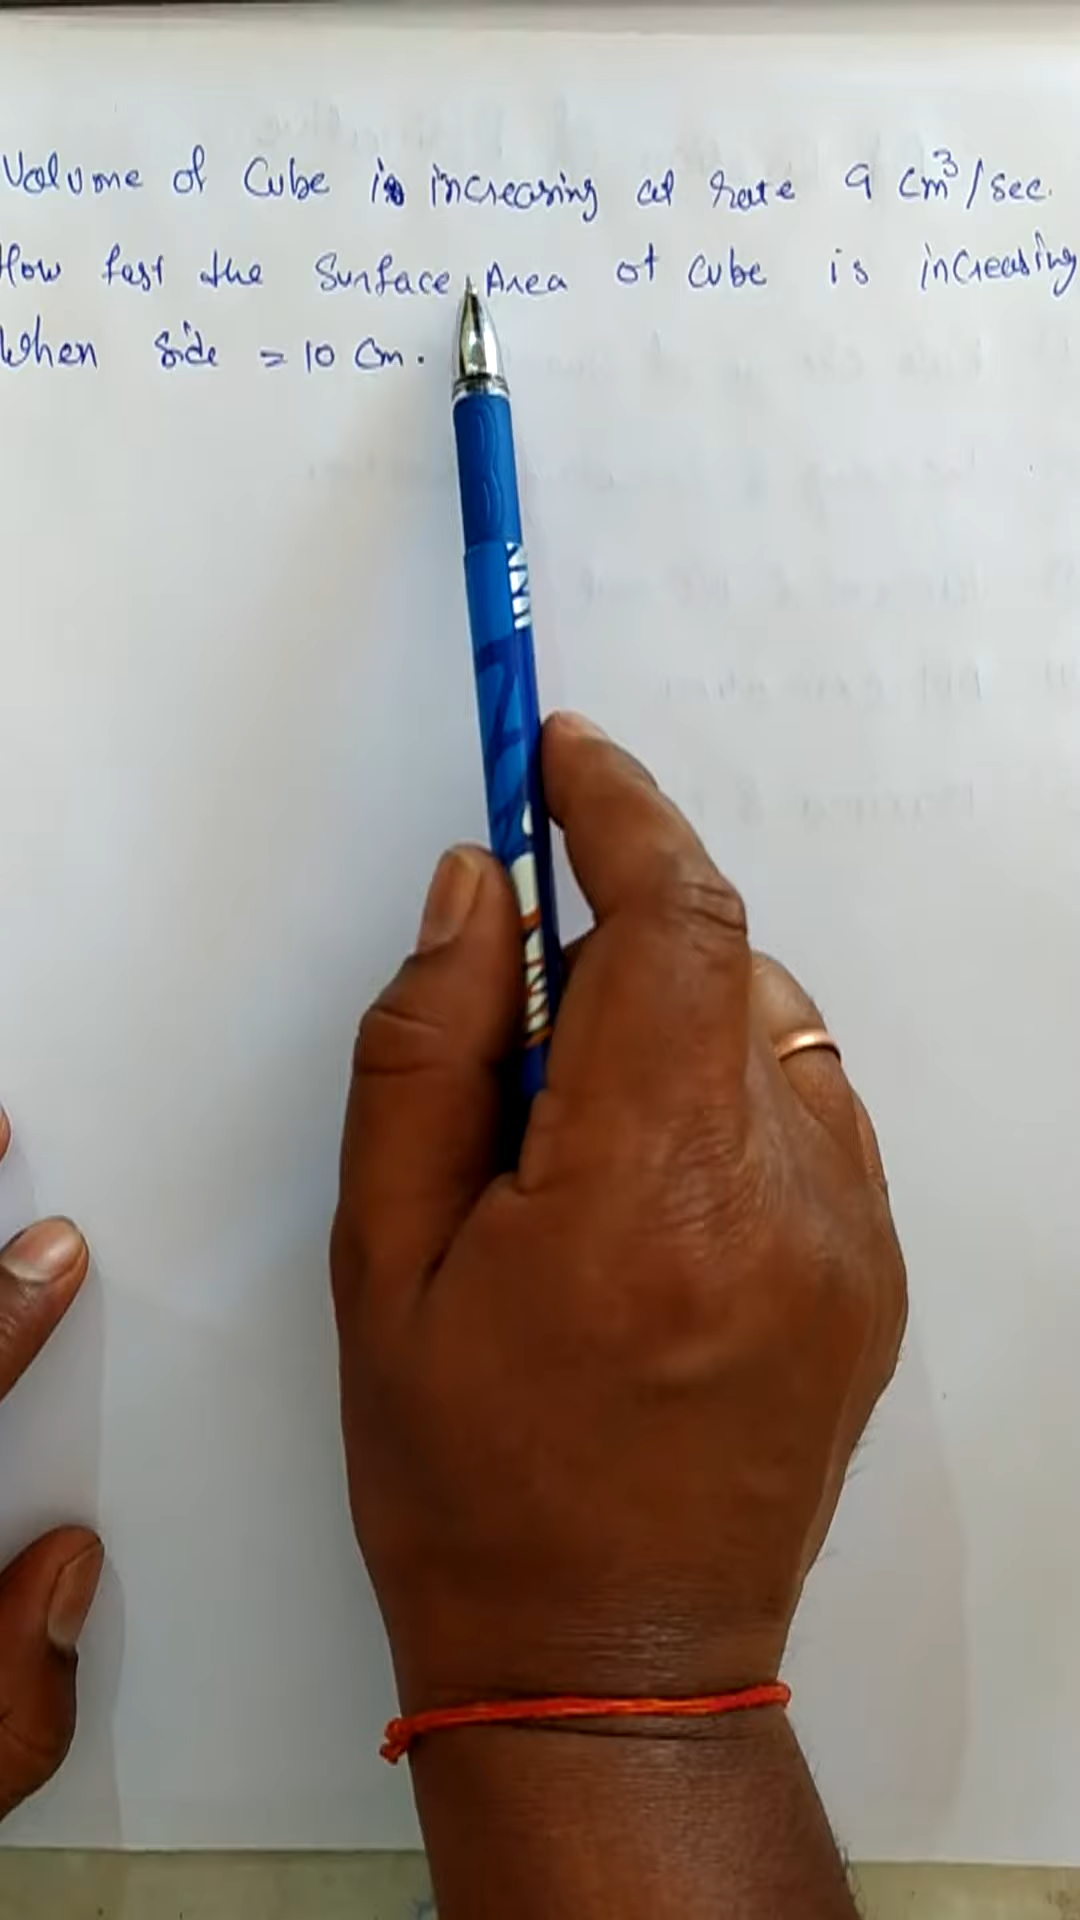 Volume of Cube is increasing at rate 9 cm³/sec.
How fast the Surface Area of cube is increasing
When side = 10 Cm.